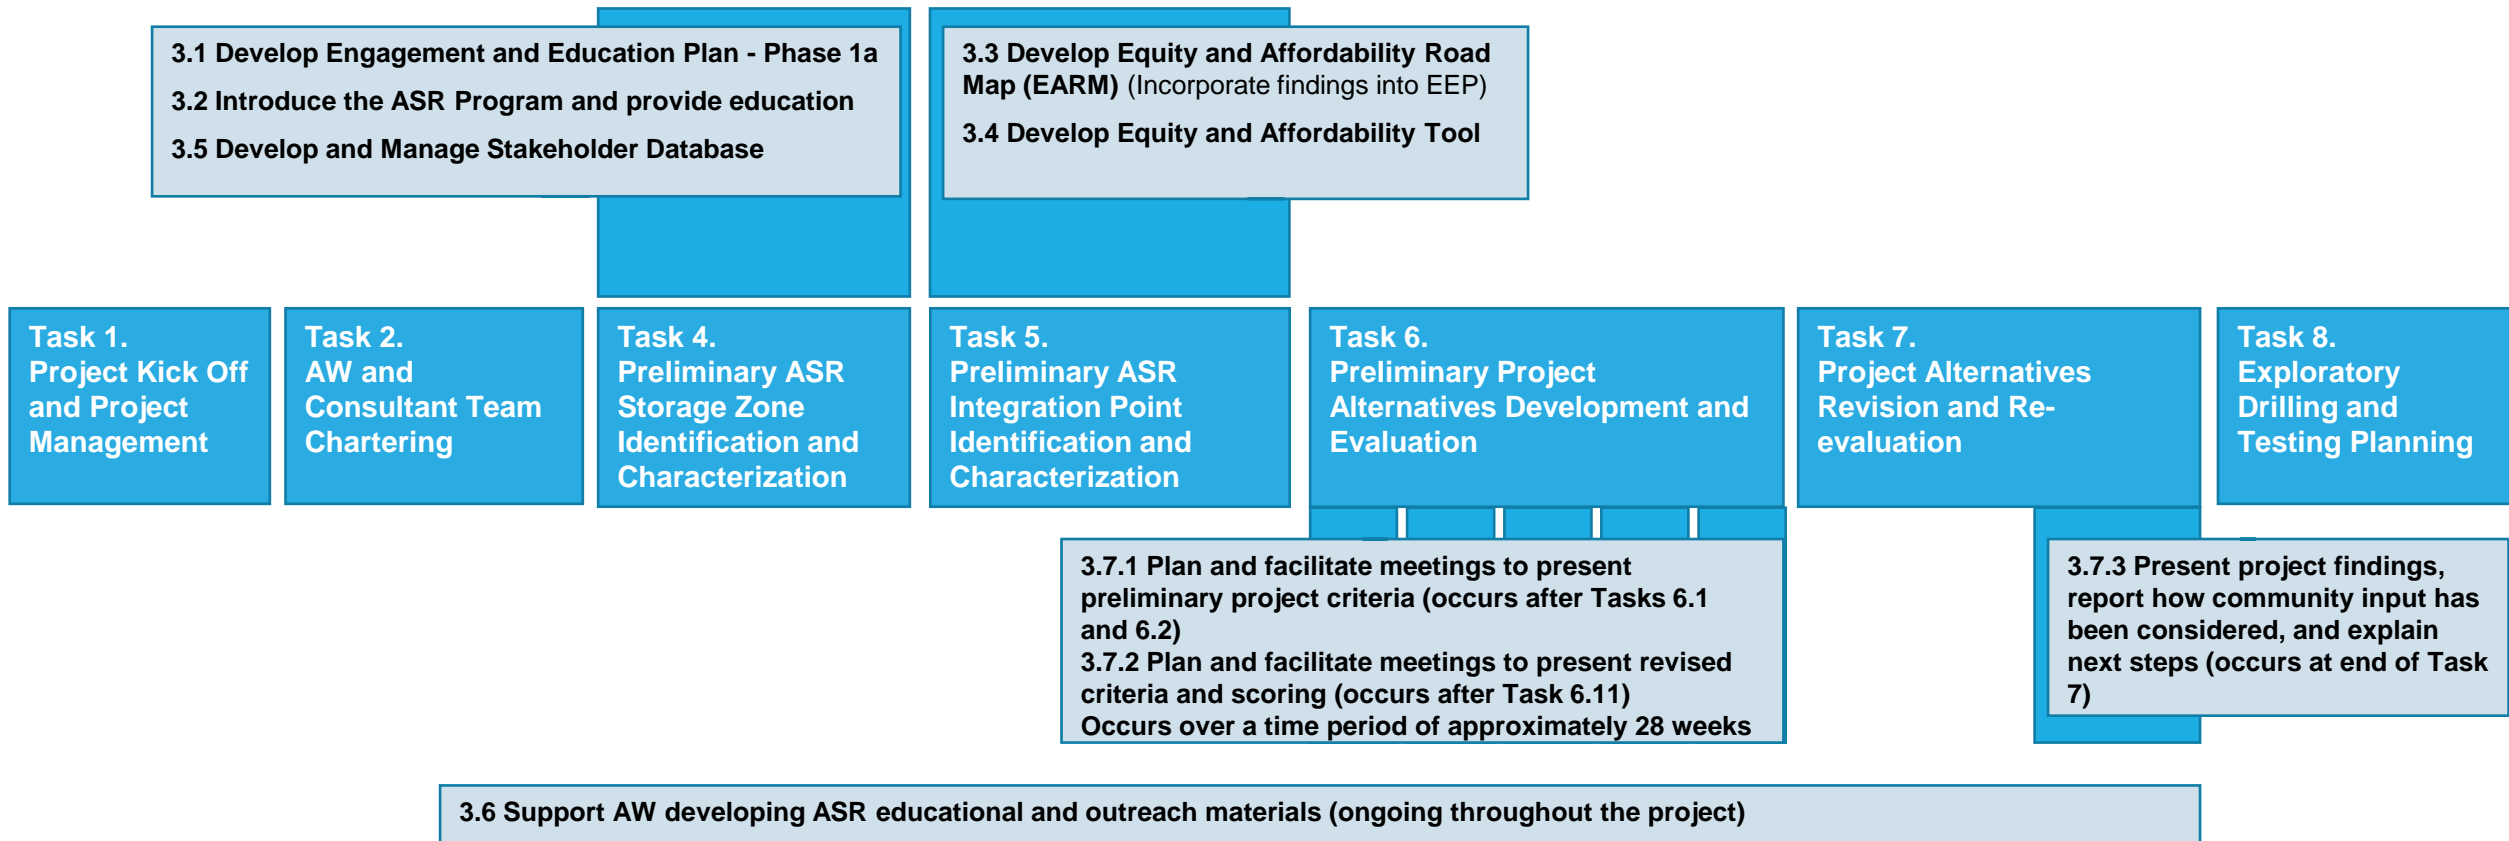 3.1 Develop Engagement and Education Plan - Phase 1a
3.2 Introduce the ASR Program and provide education
3.5 Develop and Manage Stakeholder Database
3.3 Develop Equity and Affordability Road
Map (EARM) (Incorporate findings into EEP)
3.4 Develop Equity and Affordability Tool
Task 1.
Project Kick Off
and Project
Management
Task 2.
AW and
Consultant Team
Chartering
Task 4.
Preliminary ASR
Storage Zone
Identification and
Characterization
Task 5.
Preliminary ASR
Integration Point
Identification and
Characterization
Task 6.
Preliminary Project
Alternatives Development and
Evaluation
Task 7.
Project Alternatives
Revision and Re-
evaluation
Task 8.
Exploratory
Drilling and
Testing Planning
3.7.1 Plan and facilitate meetings to present
preliminary project criteria (occurs after Tasks 6.1
and 6.2)
3.7.2 Plan and facilitate meetings to present revised
criteria and scoring (occurs after Task 6.11)
Occurs over a time period of approximately 28 weeks
3.7.3 Present project findings,
report how community input has
been considered, and explain
next steps (occurs at end of Task
7)
3.6 Support AW developing ASR educational and outreach materials (ongoing throughout the project)